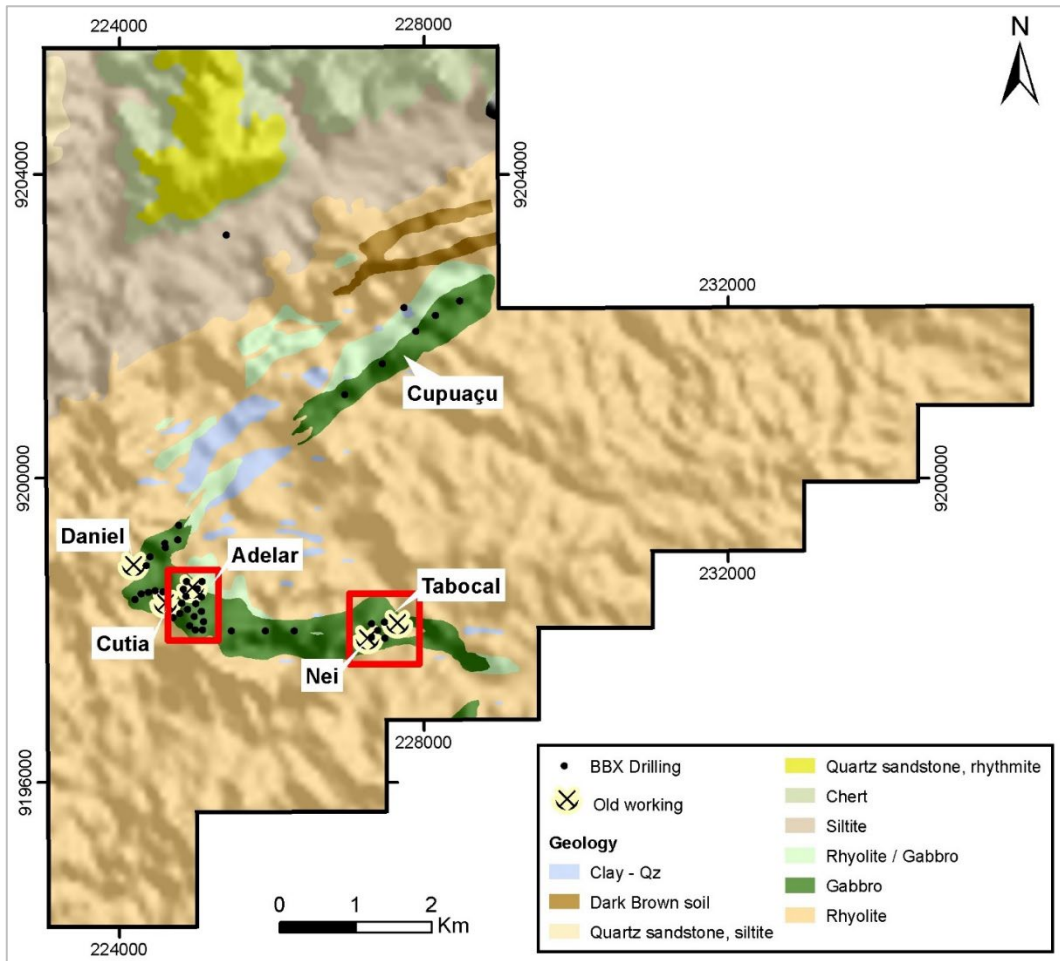 224000
228000
N
9204000
9204000
232000
Cupuaçu
9200000
9200000
Daniel
Adelar
232000
Tabocal
Cutia
Nei
228000
9196000
0 1 2
Km
224000
BBX Drilling
Old working
Geology
Clay - Qz
Dark Brown soil
Quartz sandstone, siltite
Quartz sandstone, rhythmite
Chert
Siltite
Rhyolite / Gabbro
Gabbro
Rhyolite